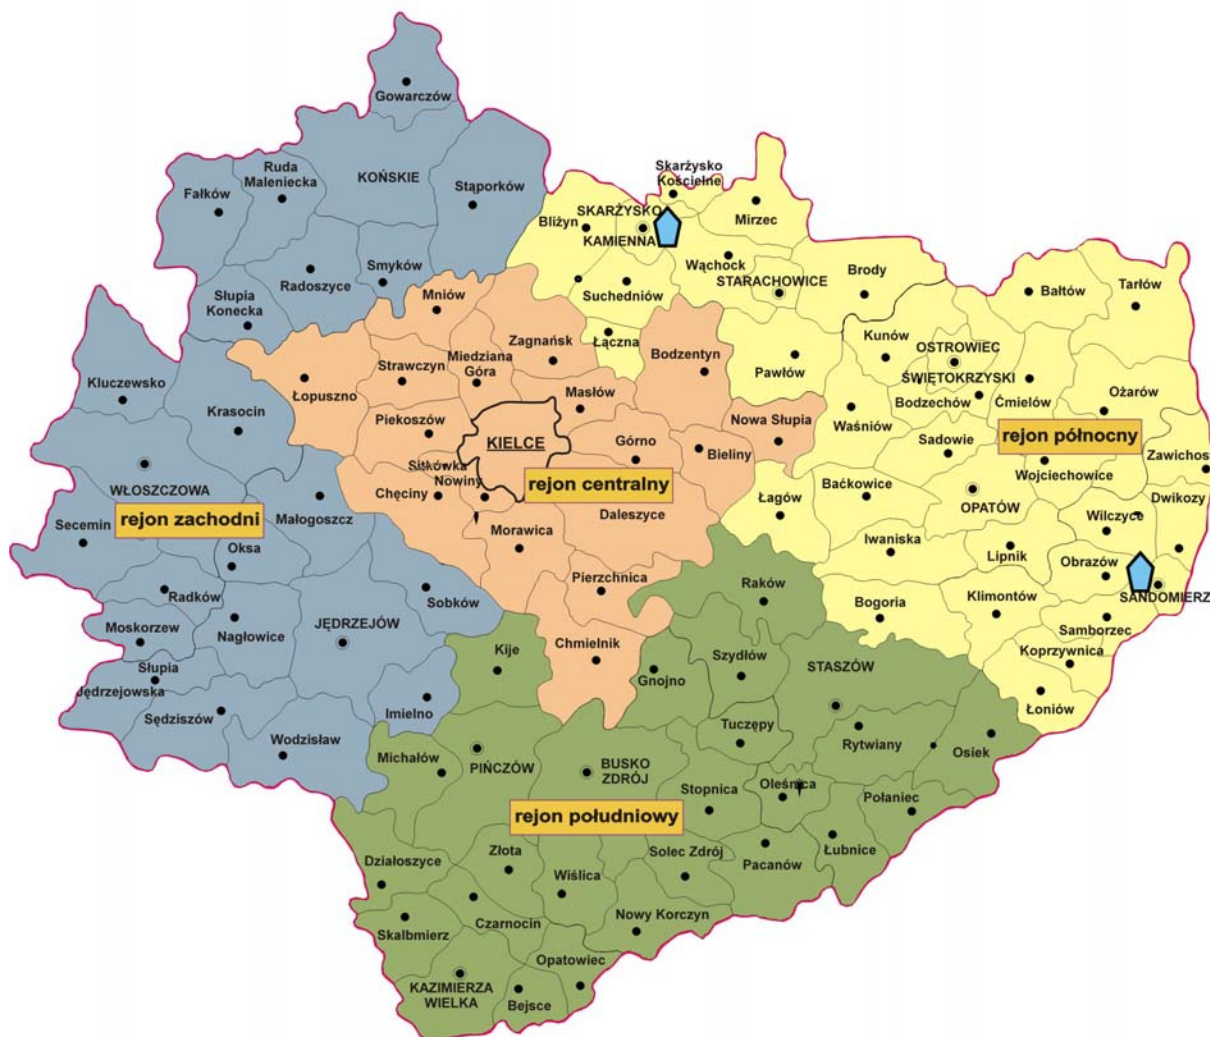 Gowarczów
Ruda
Maleniecka
KOŃSKIE
Stąporków
Fałków
Radoszyce
Smyków
Słupia
Konecka
Skarżysko
Kościelne
SKARŻYSKO
KAMIENNA
Bliżyn
Mirzec
Wąchock
STARACHOWICE
Suchedniów
Brody
Bałtów
Tarłów
Łączna
Kunów
OSTROWIEC
ŚWIĘTOKRZYSKI
Pawłów
Bodzechów
Ćmielów
Ożarów
Waśniów
Sadowie
rejon północny
Wojciechowice
Zawichos
Baćkowice
OPATÓW
Dwikozy
Łagów
Wilczyce
Iwaniska
Lipnik
Obrazów
SANDOMIERZ
Bogoria
Klimontów
Samborzec
Koprzywnica
Łoniów
Mniów
Zagnańsk
Miedziana
Góra
Strawczyn
Bodzentyn
Łopuszno
Masłów
Piekoszów
KIELCE
Górno
Nowa Słupia
Bieliny
Sitkówka
Nowiny
rejon centralny
Chęciny
Daleszyce
Morawica
Pierzchnica
Chmielnik
Kluczewsko
Krasocin
WŁOSZCZOWA
rejon zachodni
Małogoszcz
Secemin
Oksa
Radków
Sobków
Moskorzew
Nagłowice
JĘDRZEJÓW
Słupia
Jędrzejowska
Sędziszów
Imielno
Wodzisław
Raków
Kije
Szydłów
STASZÓW
Gnojno
Tuczępy
Rytwiany
Osiek
Michałów
PIŃCZÓW
BUSKO
ZDRÓJ
Stopnica
Oleśnica
Połaniec
rejon południowy
Łubnice
Pacanów
Solec Zdrój
Działoszyce
Złota
Wiślica
Czarnocin
Nowy Korczyn
Skalbmierz
Opatowiec
KAZIMIERZA
WIELKA
Bejsce